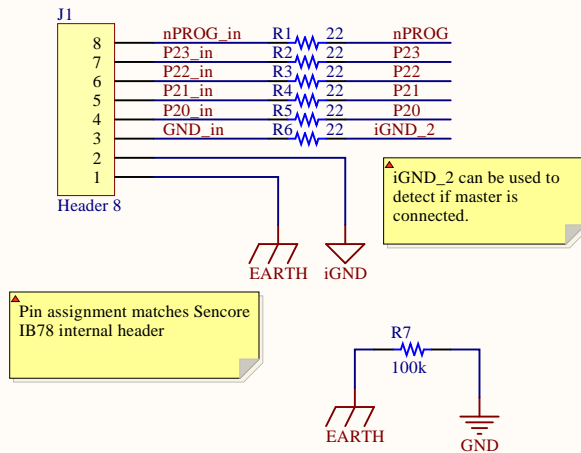 J1
8 nPROG_in R1 22 nPROG
7 P23_in R2 22 P23
6 P22_in R3 22 P22
5 P21_in R4 22 P21
4 P20_in R5 22 P20
3 GND_in R6 22 iGND_2
2
1
Header 8
iGND_2 can be used to
detect if master is
connected.
EARTH iGND
Pin assignment matches Sencore
IB78 internal header
R7
100k
EARTH
GND